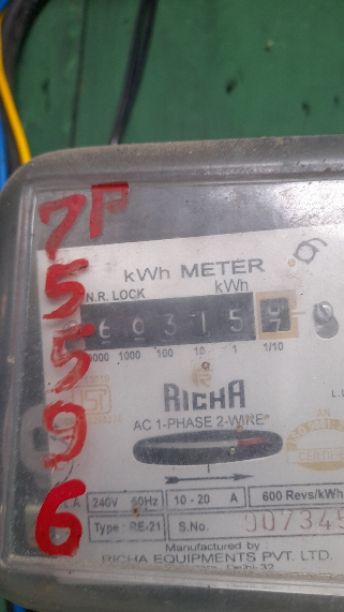 7P
5
5
9
6
kWh METER
N.R. LOCK kWh
60315
1000 100 10 1 1/10
RICHA
AC 1-PHASE 2-WIRE
240V 50Hz 10 - 20 A 600 Revs/kWh
Type : RE-21 S.No. 907345
Manufactured by
RICHA EQUIPMENTS PVT. LTD.